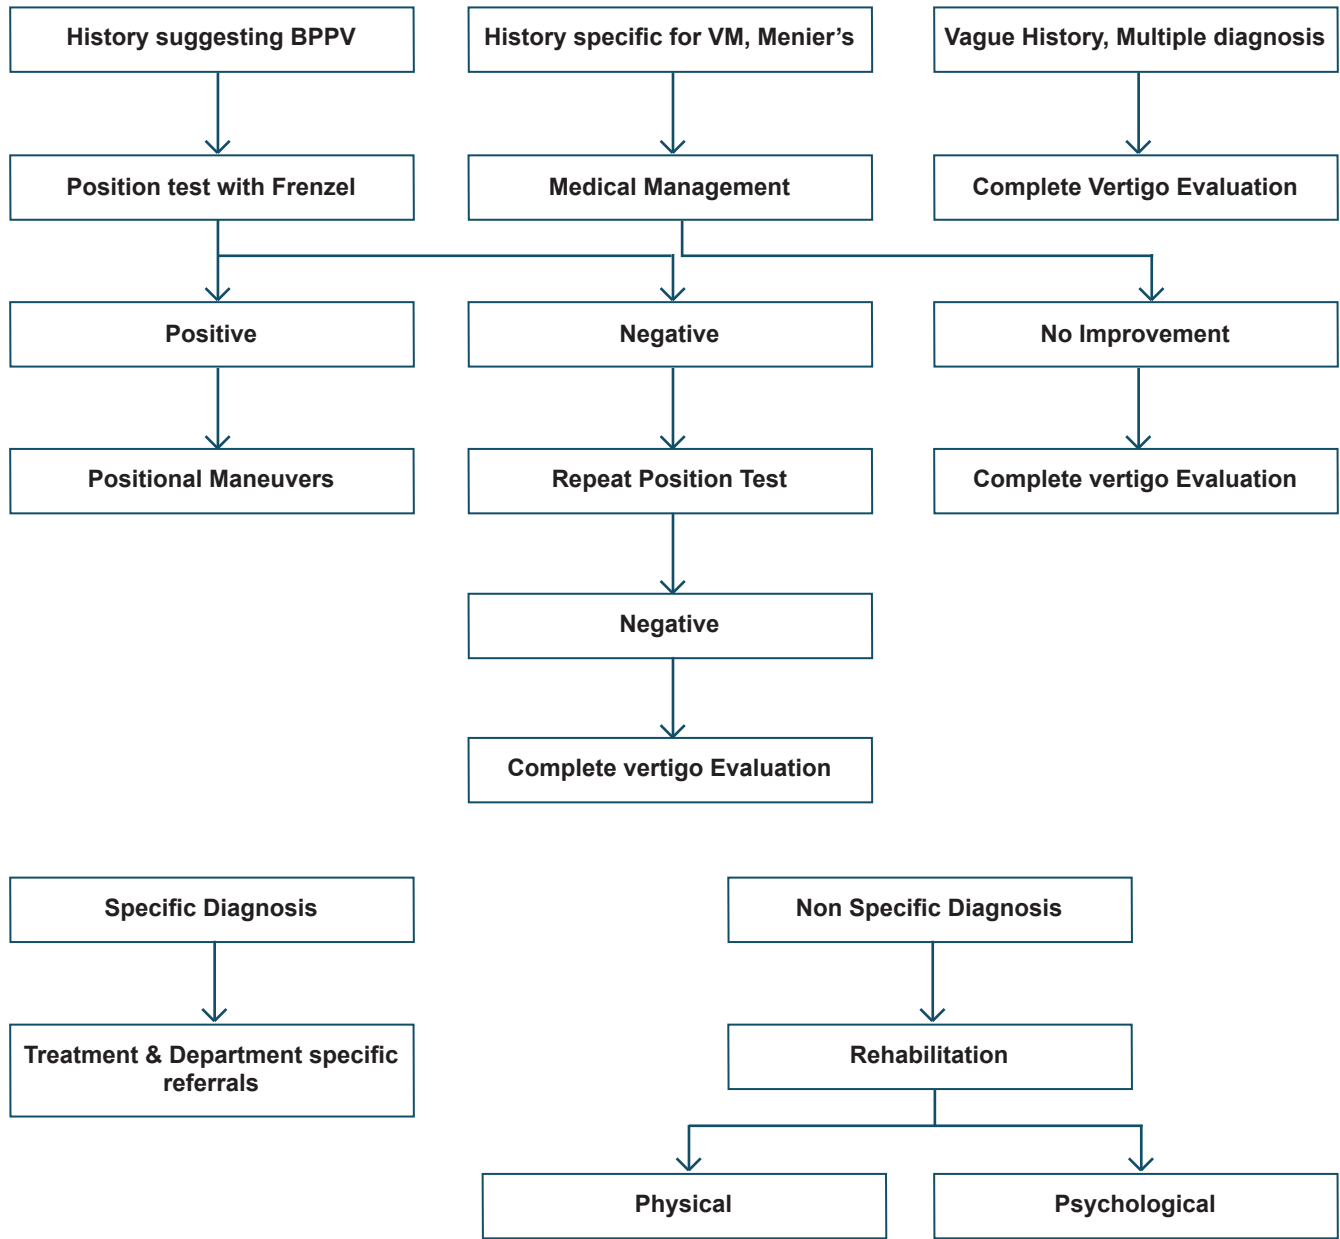 History suggesting BPPV
History specific for VM, Menier’s
Vague History, Multiple diagnosis
Position test with Frenzel
Medical Management
Complete Vertigo Evaluation
Positive
Negative
No Improvement
Positional Maneuvers
Repeat Position Test
Complete vertigo Evaluation
Negative
Complete vertigo Evaluation
Specific Diagnosis
Non Specific Diagnosis
Treatment & Department specific
referrals
Rehabilitation
Physical
Psychological